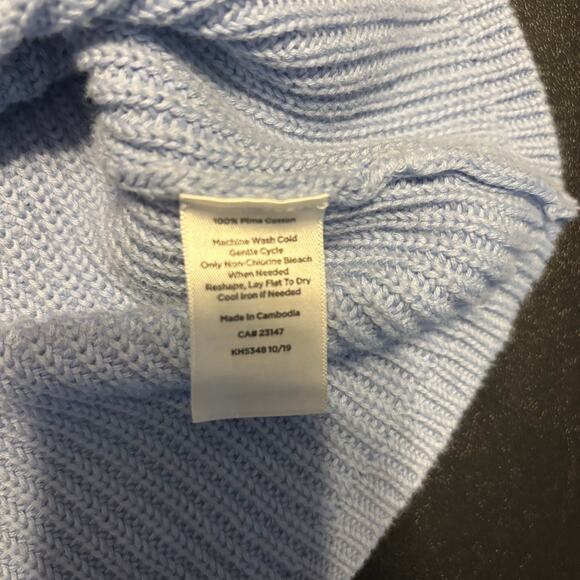 100% Pima Cotton
Machine Wash Cold
Gentle Cycle
Only Non-Chlorine Bleach
When Needed
Reshape, Lay Flat To Dry
Cool Iron If Needed
Made In Cambodia
CA# 23147
KH5348 10/19